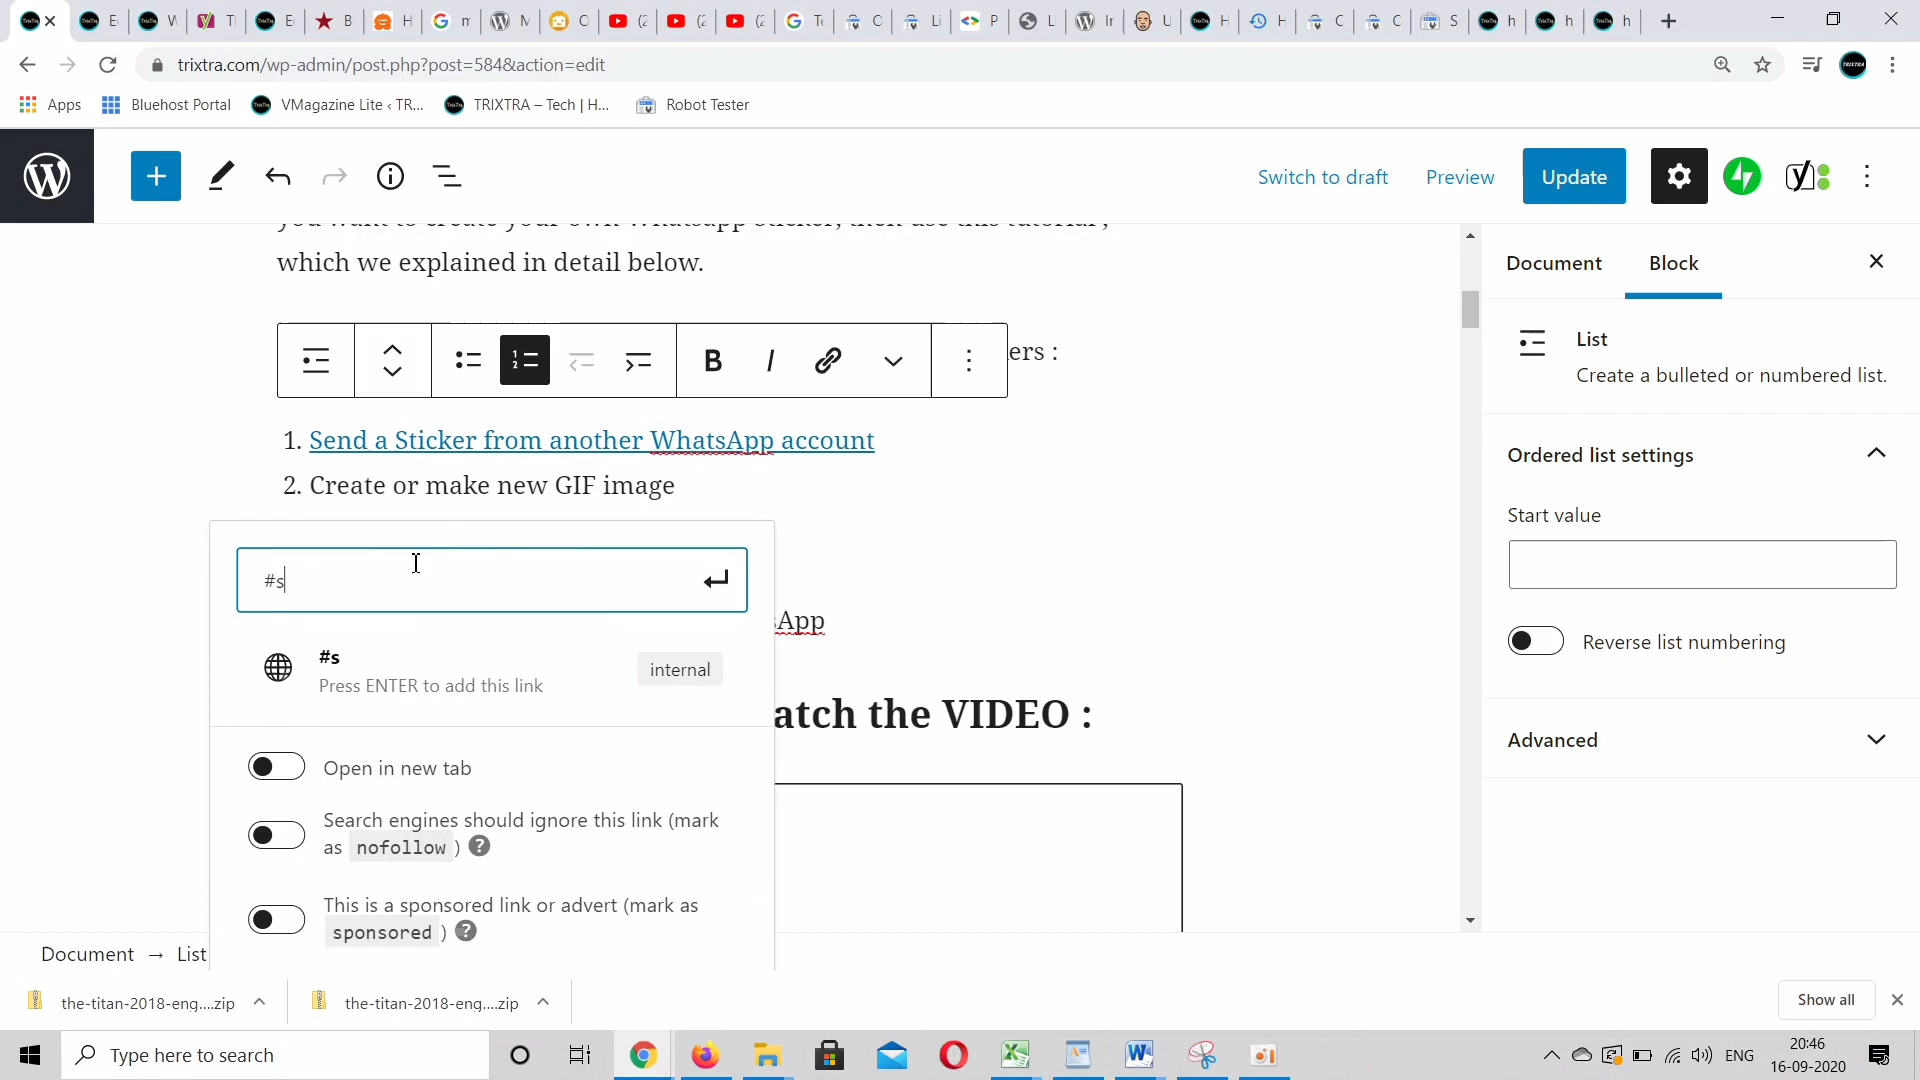 trixtra.com/wp-admin/post.php?post=584&action=edit
Apps
Bluehost Portal
VMagazine Lite ‹ TR...
TRIXTRA – Tech | H...
Robot Tester
Switch to draft
Preview
Update
which we explained in detail below.
ers :
1. Send a Sticker from another WhatsApp account
2. Create or make new GIF image
#s
#s
Press ENTER to add this link
internal
App
atch the VIDEO :
Open in new tab
Search engines should ignore this link (mark
as nofollow )
This is a sponsored link or advert (mark as
sponsored )
Document
Block
List
Create a bulleted or numbered list.
Ordered list settings
Start value
Reverse list numbering
Advanced
Document → List
the-titan-2018-eng....zip
the-titan-2018-eng....zip
Show all
Type here to search
ENG
20:46
16-09-2020